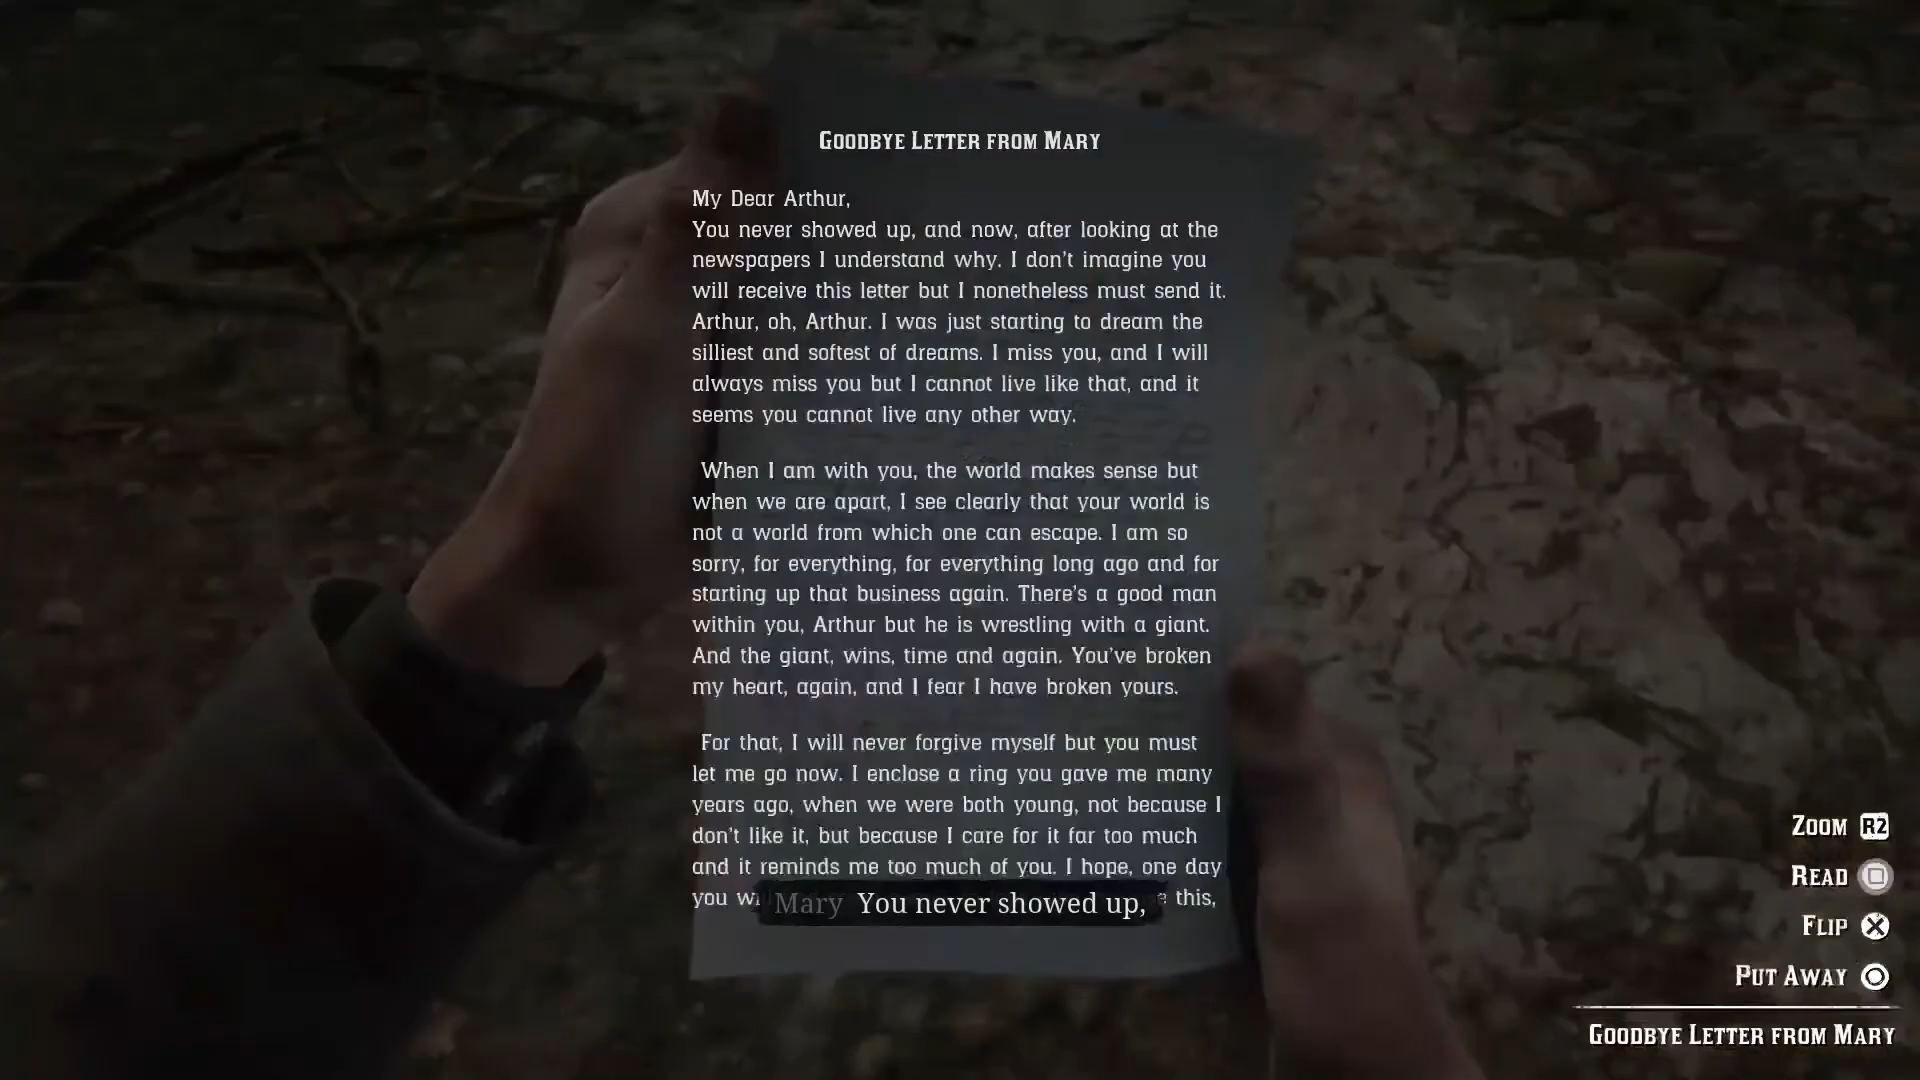 GOODBYE LETTER FROM MARY
My Dear Arthur,
You never showed up, and now, after looking at the
newspapers I understand why. I don't imagine you
will receive this letter but I nonetheless must send it.
Arthur, oh, Arthur. I was just starting to dream the
silliest and softest of dreams. I miss you, and I will
always miss you but I cannot live like that, and it
seems you cannot live any other way.
When I am with you, the world makes sense but
when we are apart, I see clearly that your world is
not a world from which one can escape. I am so
sorry, for everything, for everything long ago and for
starting up that business again. There's a good man
within you, Arthur but he is wrestling with a giant.
And the giant, wins, time and again. You've broken
my heart, again, and I fear I have broken yours.
For that, I will never forgive myself but you must
let me go now. I enclose a ring you gave me many
years ago, when we were both young, not because I
don't like it, but because I care for it far too much
and it reminds me too much of you. I hope, one day
you this,
Mary You never showed up,
ZOOM R2
READ
FLIP
PUT AWAY
GOODBYE LETTER FROM MARY